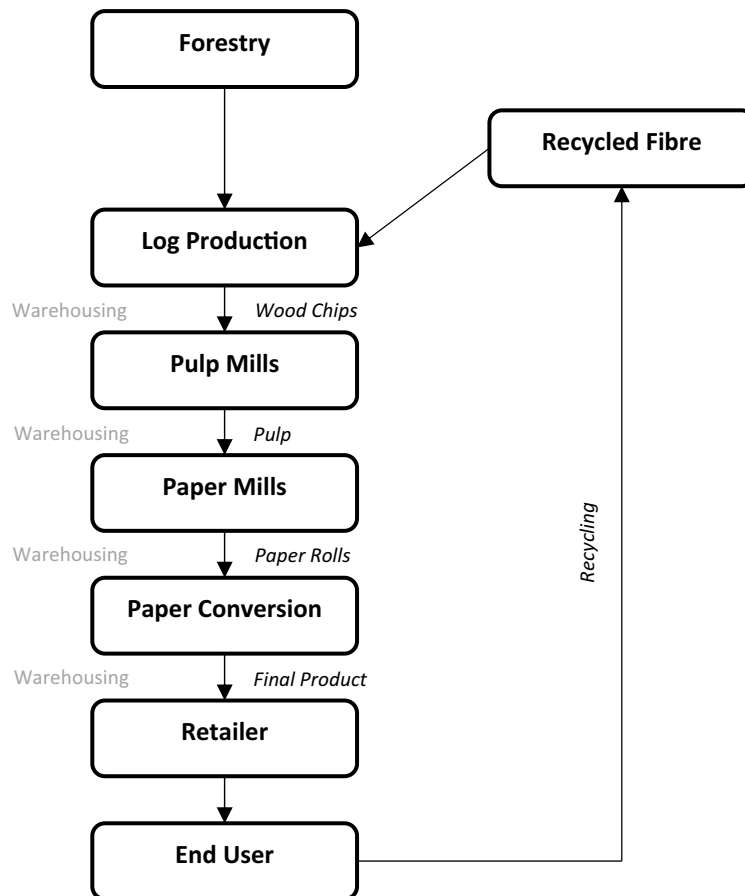 Forestry
Recycled Fibre
Log Production
Warehousing
Wood Chips
Pulp Mills
Warehousing
Pulp
Paper Mills
Recycling
Warehousing
Paper Rolls
Paper Conversion
Warehousing
Final Product
Retailer
End User